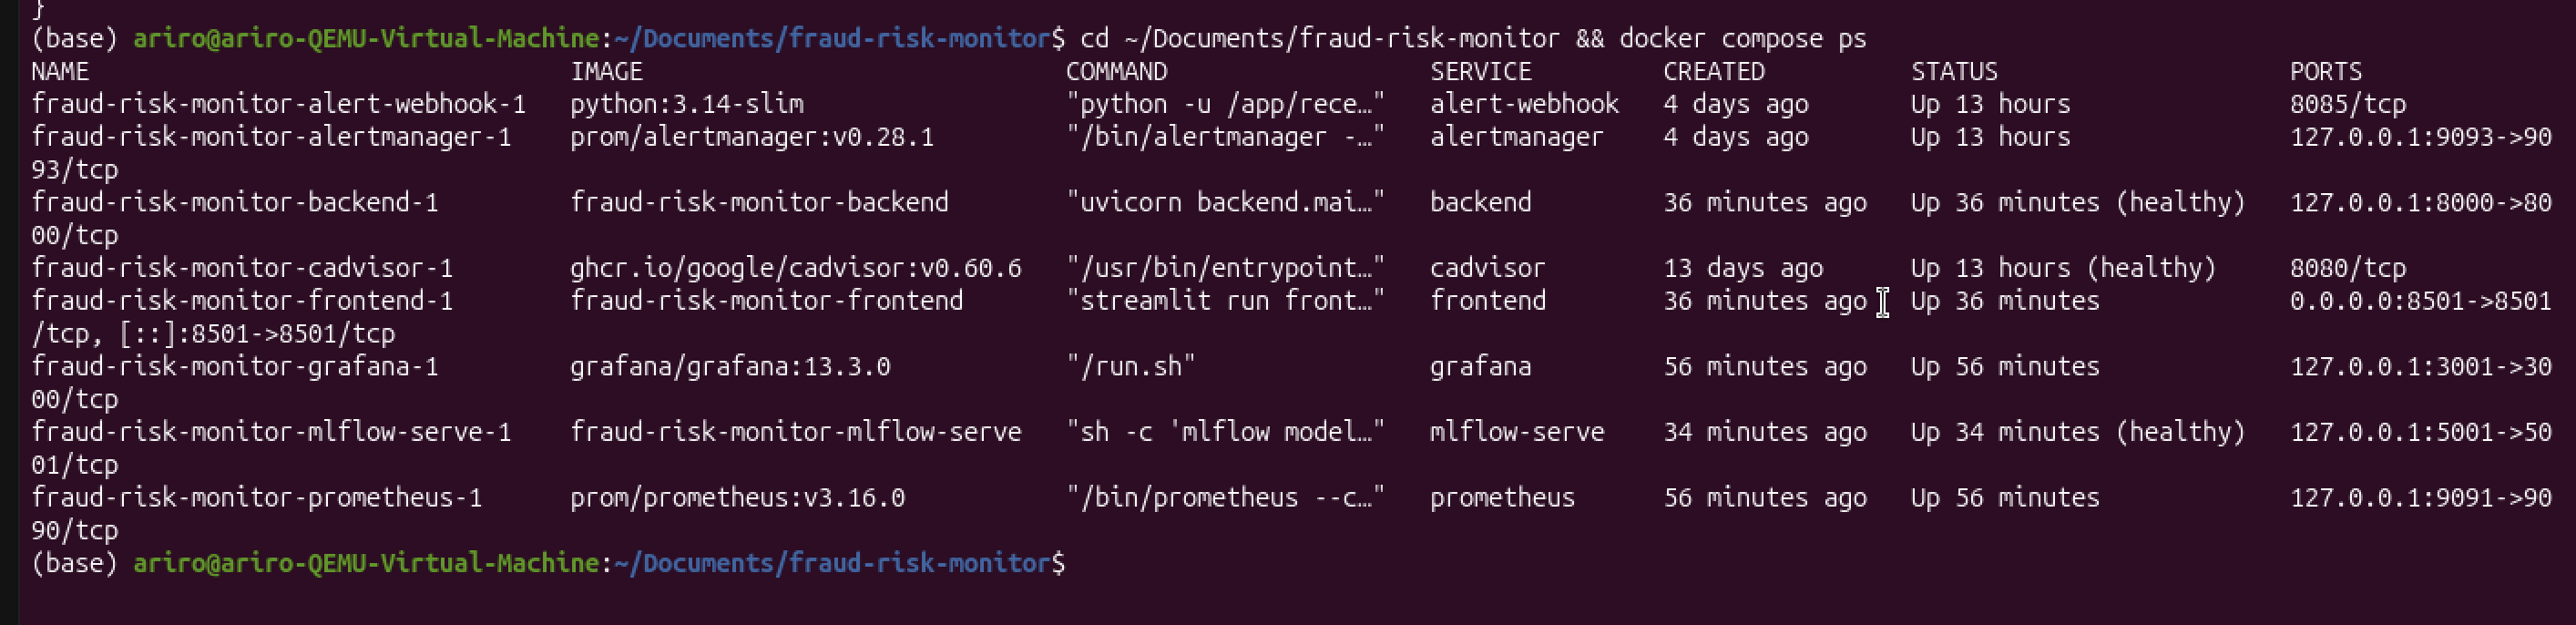 }
(base) ariro@ariro-QEMU-Virtual-Machine:~/Documents/fraud-risk-monitor$ cd ~/Documents/fraud-risk-monitor && docker compose ps
NAME IMAGE COMMAND SERVICE CREATED STATUS PORTS
fraud-risk-monitor-alert-webhook-1 python:3.14-slim "python -u /app/rece…" alert-webhook 4 days ago Up 13 hours 8085/tcp
fraud-risk-monitor-alertmanager-1 prom/alertmanager:v0.28.1 "/bin/alertmanager -…" alertmanager 4 days ago Up 13 hours 127.0.0.1:9093->90
93/tcp
fraud-risk-monitor-backend-1 fraud-risk-monitor-backend "uvicorn backend.mai…" backend 36 minutes ago Up 36 minutes (healthy) 127.0.0.1:8000->80
00/tcp
fraud-risk-monitor-cadvisor-1 ghcr.io/google/cadvisor:v0.60.6 "/usr/bin/entrypoint…" cadvisor 13 days ago Up 13 hours (healthy) 8080/tcp
fraud-risk-monitor-frontend-1 fraud-risk-monitor-frontend "streamlit run front…" frontend 36 minutes ago Up 36 minutes 0.0.0.0:8501->8501
/tcp, [::]:8501->8501/tcp
fraud-risk-monitor-grafana-1 grafana/grafana:13.3.0 "/run.sh" grafana 56 minutes ago Up 56 minutes 127.0.0.1:3001->30
00/tcp
fraud-risk-monitor-mlflow-serve-1 fraud-risk-monitor-mlflow-serve "sh -c 'mlflow model…" mlflow-serve 34 minutes ago Up 34 minutes (healthy) 127.0.0.1:5001->50
01/tcp
fraud-risk-monitor-prometheus-1 prom/prometheus:v3.16.0 "/bin/prometheus --c…" prometheus 56 minutes ago Up 56 minutes 127.0.0.1:9091->90
90/tcp
(base) ariro@ariro-QEMU-Virtual-Machine:~/Documents/fraud-risk-monitor$